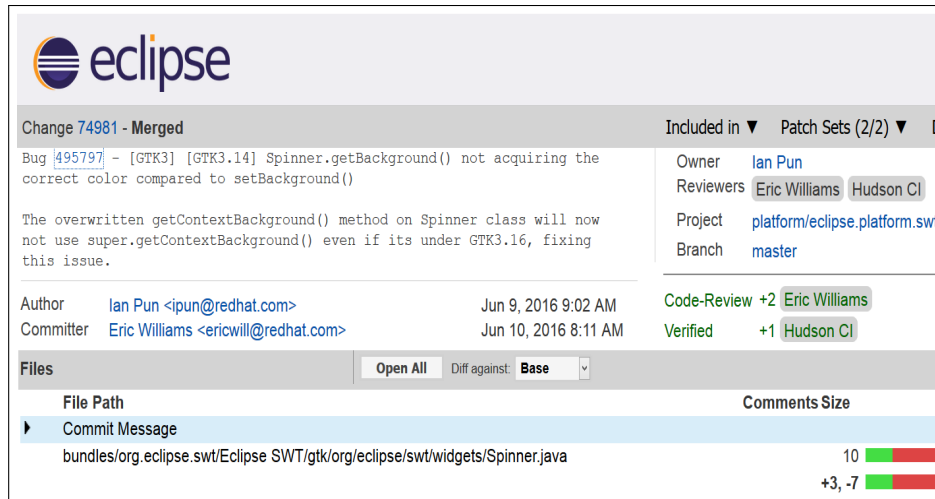 eclipse
Change 74981 - Merged
Included in ▼ Patch Sets (2/2) ▼
Bug 495797 - [GTK3] [GTK3.14] Spinner.getBackground() not acquiring the
correct color compared to setBackground()
The overwritten getContextBackground() method on Spinner class will now
not use super.getContextBackground() even if its under GTK3.16, fixing
this issue.
Owner Ian Pun
Reviewers Eric Williams Hudson CI
Project platform/eclipse.platform.sw
Branch master
Author Ian Pun <ipun@redhat.com> Jun 9, 2016 9:02 AM
Committer Eric Williams <ericwill@redhat.com> Jun 10, 2016 8:11 AM
Code-Review +2 Eric Williams
Verified +1 Hudson CI
Files Open All Diff against: Base
File Path Comments Size
Commit Message
bundles/org.eclipse.swt/Eclipse SWT/gtk/org/eclipse/swt/widgets/Spinner.java 10
+3, -7